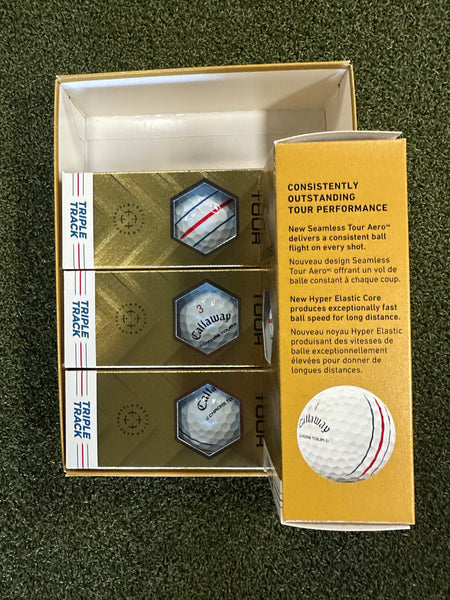 TRIPLE
TRACK
TOUR
TRIPLE
TRACK
3
Callaway
CHROME TOUR
TRIPLE
TRACK
Calla
TOUR
CONSISTENTLY
OUTSTANDING
TOUR PERFORMANCE
New Seamless Tour Aero™
delivers a consistent ball
flight on every shot.
Nouveau design Seamless
Tour Aero™ offrant un vol de
balle constant à chaque coup.
New Hyper Elastic Core
produces exceptionally fast
ball speed for long distance.
Nouveau noyau Hyper Elastic
produisant des vitesses de
balle exceptionnellement
élevées pour donner de
longues distances.
Callaway
CHROME TOUR